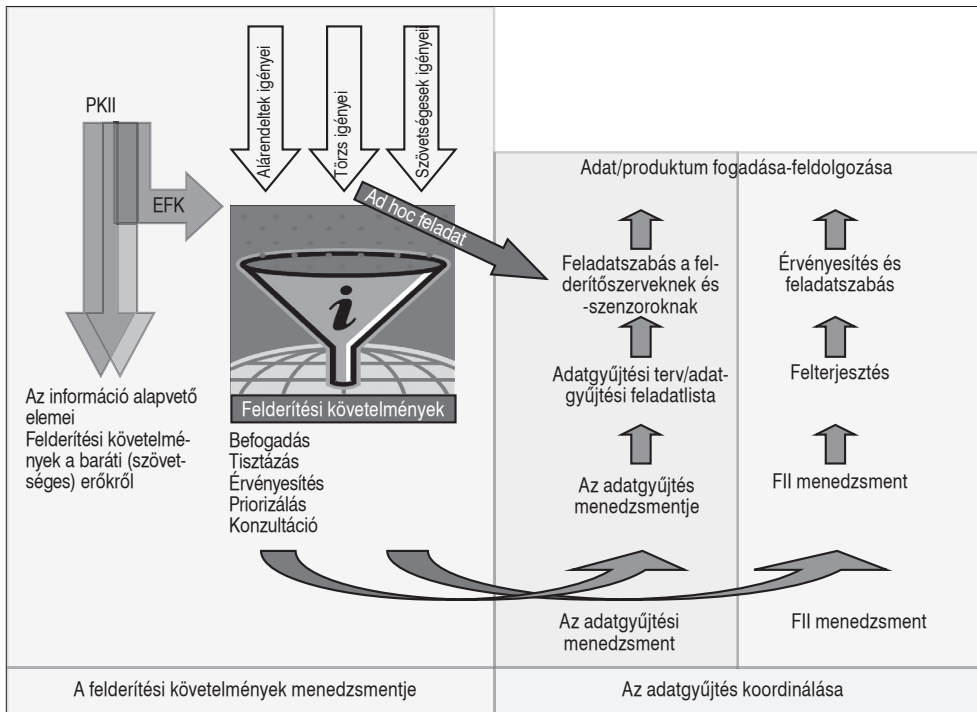 PKII
EFK
Alárendeltek igényei
Törzs igényei
Szövetségesek igényeii
Ad hoc feladat
Az információ alapvető
elemei
Felderítési követelmé-
nyek a baráti (szövet-
séges) erőkről
i
Felderítési követelmények
Befogadás
Tisztázás
Érvényesítés
Priorizálás
Konzultáció
Adat/produktum fogadása-feldolgozása
Feladatszabás a fel-
derítőszerveknek és
-szenzoroknak
Adatgyűjtési terv/adat-
gyűjtési feladatlista
Az adatgyűjtés
menedzsmentje
Az adatgyűjtési
menedzsment
Érvényesítés és
feladatszabás
Felterjesztés
FII menedzsment
FII menedzsment
A felderítési követelmények menedzsmentje
Az adatgyűjtés koordinálása